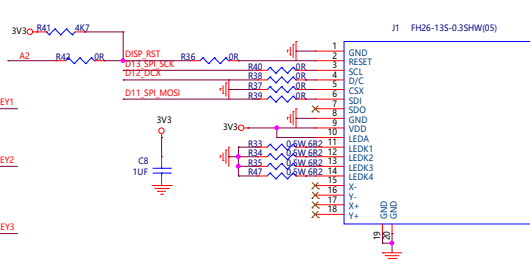 J1 FH26-13S-0.3SHW(05)
R41 4K7
3V3
A2 R42 0R
DISP_RST R36 0R
D13_SPI_SCK R40 0R
D12_DCX R38 0R
R37 0R
D11_SPI_MOSI R39 0R
1 GND
2 RESET
3 SCL
4 D/C
5 CSX
6 SDI
7 SDO
8 GND
9 VDD
10 LEDA
11 LEDK1
12 LEDK2
13 LEDK3
14 LEDK4
15 X-
16 Y-
17 X+
18 Y+
3V3
R33 0.5W,6R2
R34 0.5W,6R2
R35 0.5W,6R2
R47 0.5W,6R2
3V3
C8
1UF
EY1
EY2
EY3
GND
GND
19
20